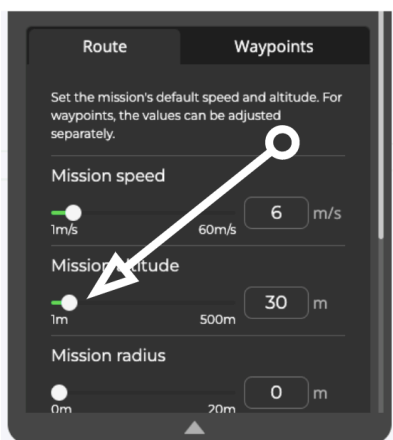 Route
Waypoints
Set the mission's default speed and altitude. For
waypoints, the values can be adjusted
separately.
Mission speed
6 m/s
1m/s
60m/s
Mission altitude
30 m
1m
500m
Mission radius
0 m
0m
20m